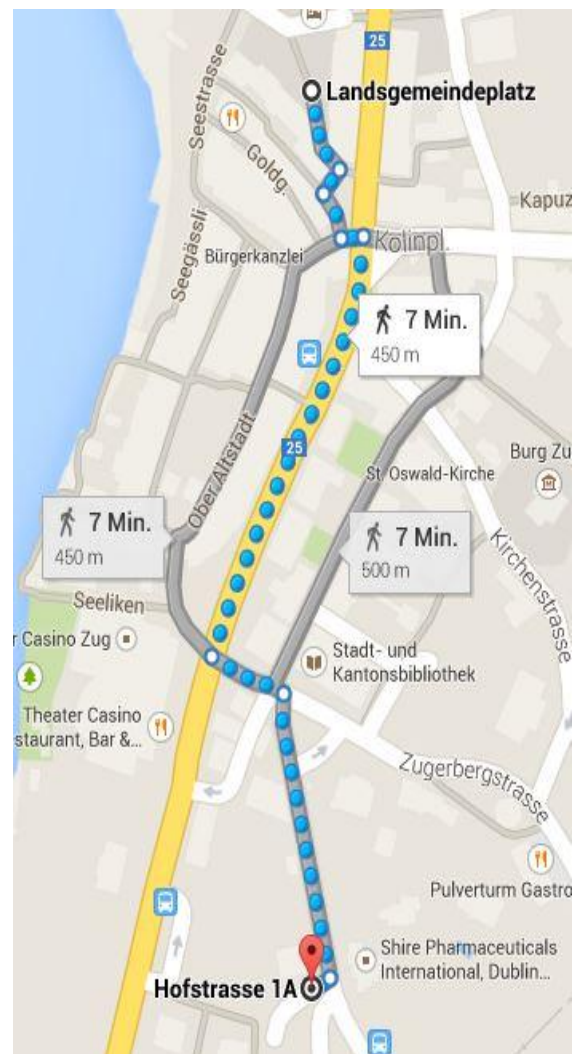 25
Landsgemeindeplatz
Seestrasse
Goldg.
Kapuz
Kolinpl.
Bürgerkanzlei
Seegässli
7 Min.
450 m
Ober Altstadt
25
St. Oswald-Kirche
Burg Zu
7 Min.
450 m
7 Min.
500 m
Kirchenstrasse
Seeliken
r Casino Zug
Stadt- und
Kantonsbibliothek
Theater Casino
staurant, Bar &...
Zugerbergstrasse
Pulverturm Gastro
Shire Pharmaceuticals
International, Dublin...
Hofstrasse 1A